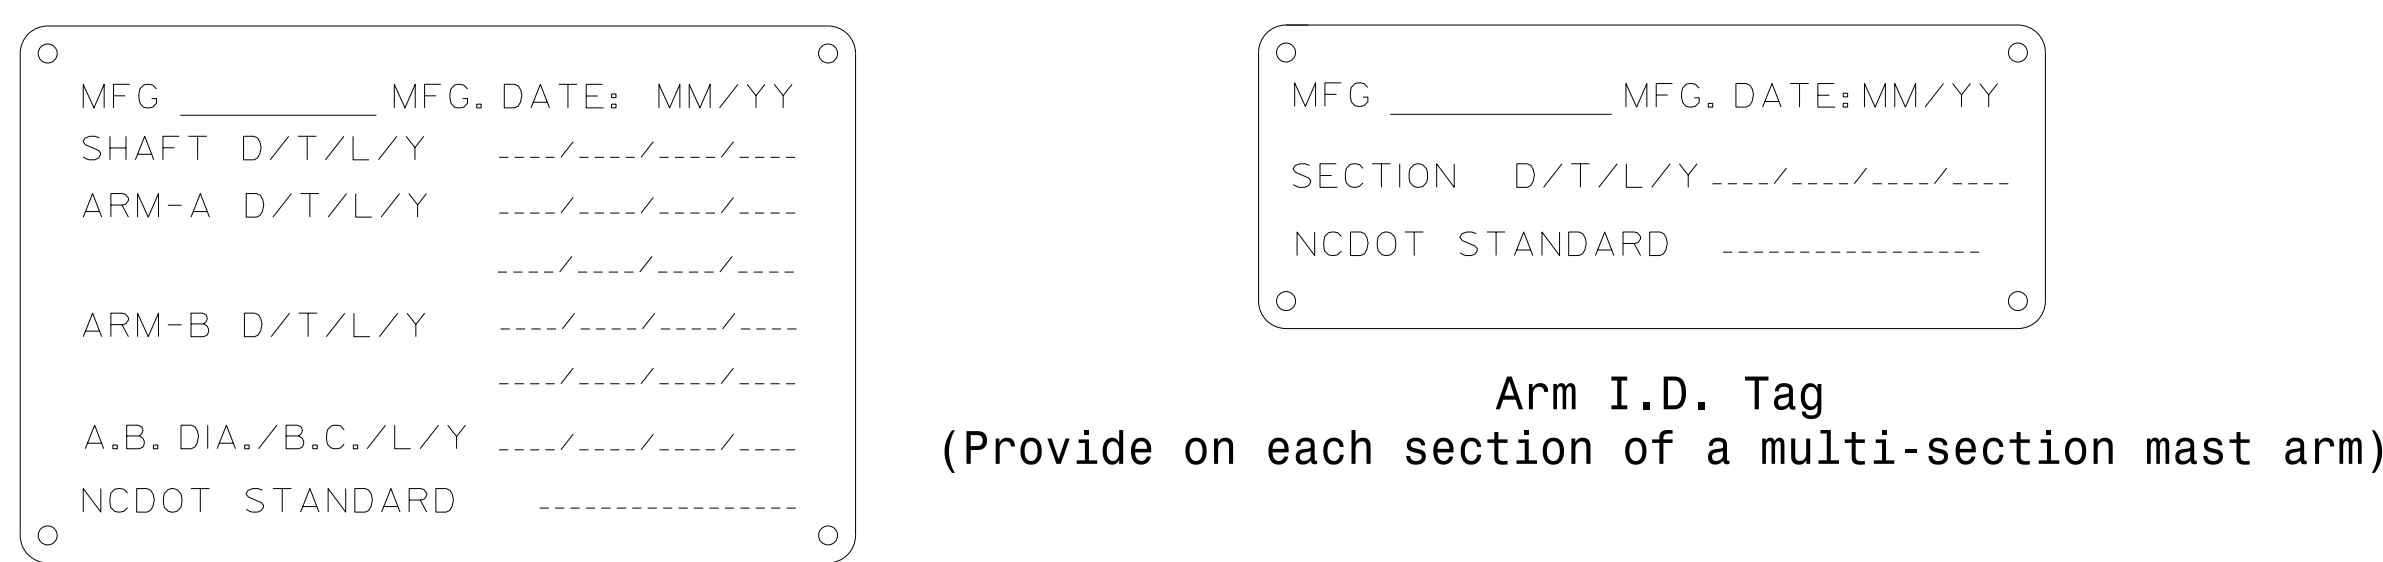 MFG __________ MFG. DATE: MM/YY
SHAFT D/T/L/Y ____/____/____/____
ARM-A D/T/L/Y ____/____/____/____
____/____/____/____
ARM-B D/T/L/Y ____/____/____/____
____/____/____/____
A.B. DIA./B.C./L/Y ____/____/____/____
NCDOT STANDARD ________________
MFG __________ MFG. DATE: MM/YY
SECTION D/T/L/Y ____/____/____/____
NCDOT STANDARD ________________
Arm I.D. Tag
(Provide on each section of a multi-section mast arm)